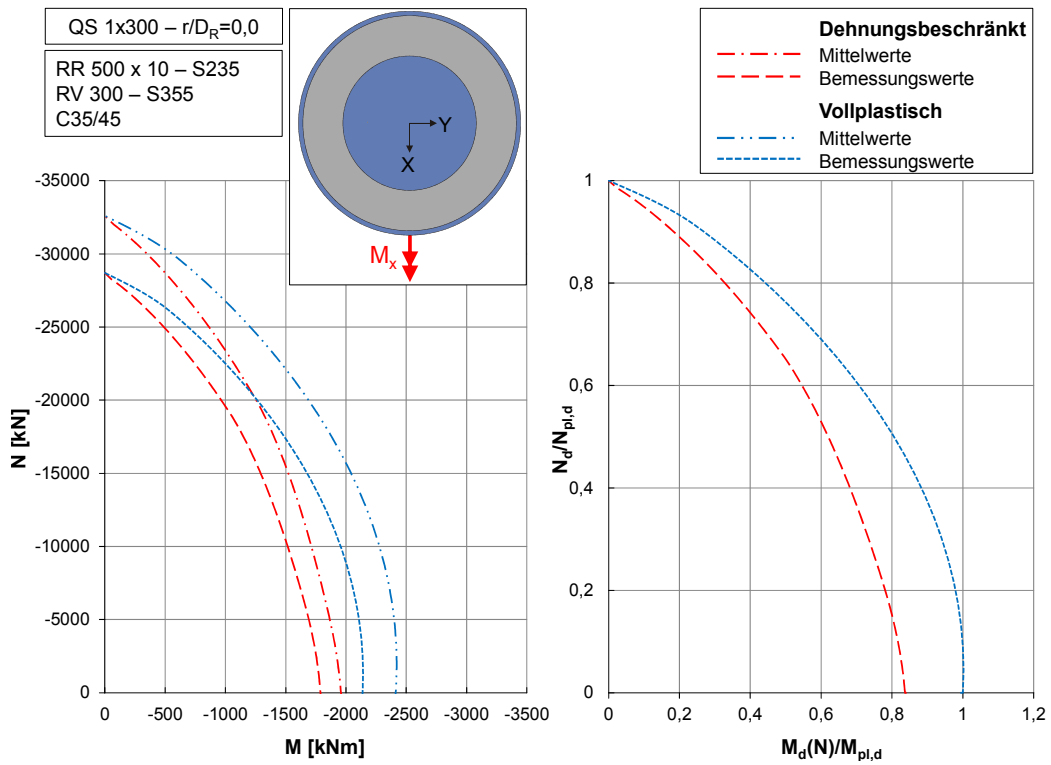 QS 1x300 – r/D_R=0,0
RR 500 x 10 – S235
RV 300 – S355
C35/45
Y
X
M_x
Dehnungsbeschränkt
Mittelwerte
Bemessungswerte
Vollplastisch
Mittelwerte
Bemessungswerte
-35000
-30000
-25000
-20000
-15000
-10000
-5000
0
N [kN]
0 -500 -1000 -1500 -2000 -2500 -3000 -3500
M [kNm]
1
0,8
0,6
0,4
0,2
0
N_d/N_pl,d
0 0,2 0,4 0,6 0,8 1 1,2
M_d(N)/M_pl,d